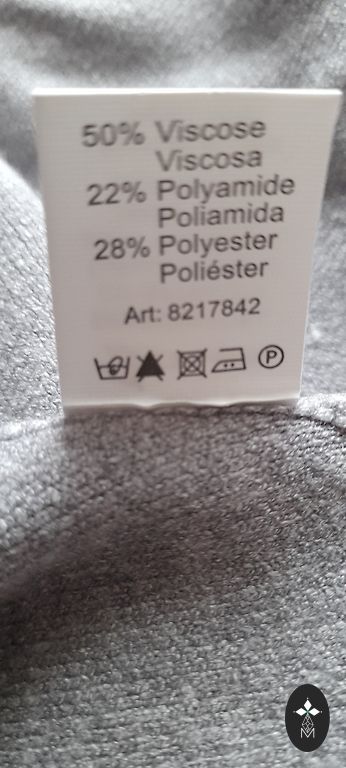 50% Viscose
Viscosa
22% Polyamide
Poliamida
28% Polyester
Poliéster
Art: 8217842
P